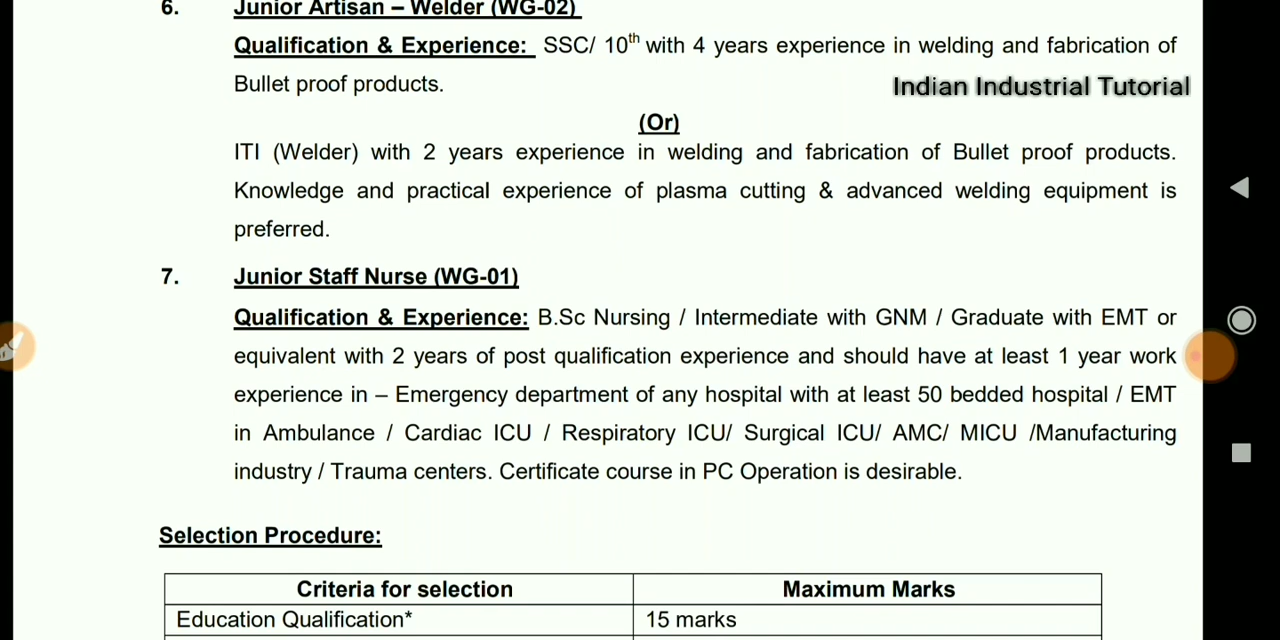 6. Junior Artisan – Welder (WG-02)
Qualification & Experience: SSC/ 10th with 4 years experience in welding and fabrication of
Bullet proof products.
Indian Industrial Tutorial
(Or)
ITI (Welder) with 2 years experience in welding and fabrication of Bullet proof products.
Knowledge and practical experience of plasma cutting & advanced welding equipment is
preferred.
7. Junior Staff Nurse (WG-01)
Qualification & Experience: B.Sc Nursing / Intermediate with GNM / Graduate with EMT or
equivalent with 2 years of post qualification experience and should have at least 1 year work
experience in – Emergency department of any hospital with at least 50 bedded hospital / EMT
in Ambulance / Cardiac ICU / Respiratory ICU/ Surgical ICU/ AMC/ MICU /Manufacturing
industry / Trauma centers. Certificate course in PC Operation is desirable.
Selection Procedure:
Criteria for selection Maximum Marks
Education Qualification* 15 marks